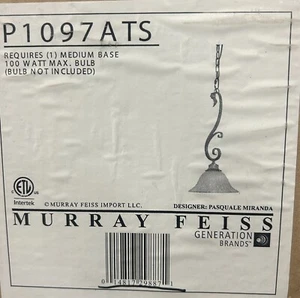 P1097ATS
REQUIRES (1) MEDIUM BASE
100 WATT MAX. BULB
(BULB NOT INCLUDED)
ETL
Intertek
© MURRAY FEISS IMPORT LLC.
DESIGNER: PASQUALE MIRANDA
MURRAY FEISS
GENERATION
BRANDS